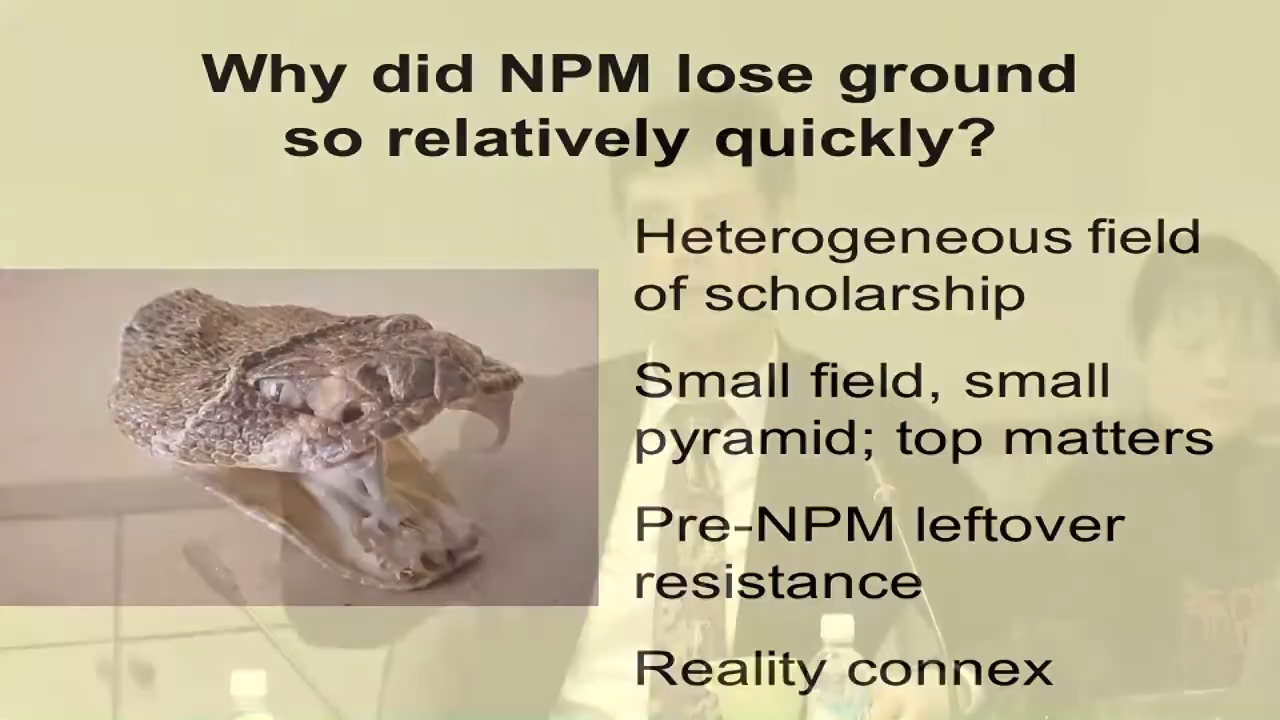 Why did NPM lose ground
so relatively quickly?
Heterogeneous field
of scholarship
Small field, small
pyramid; top matters
Pre-NPM leftover
resistance
Reality connex